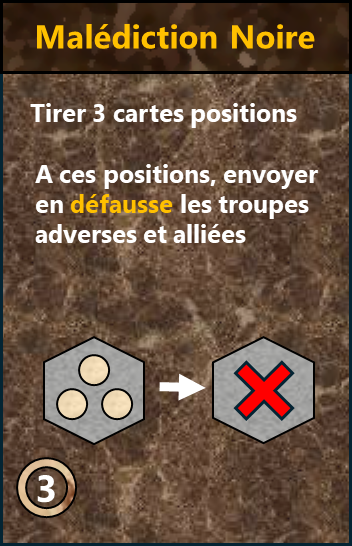 Malédiction Noire
Tirer 3 cartes positions
A ces positions, envoyer
en défausse les troupes
adverses et alliées
3